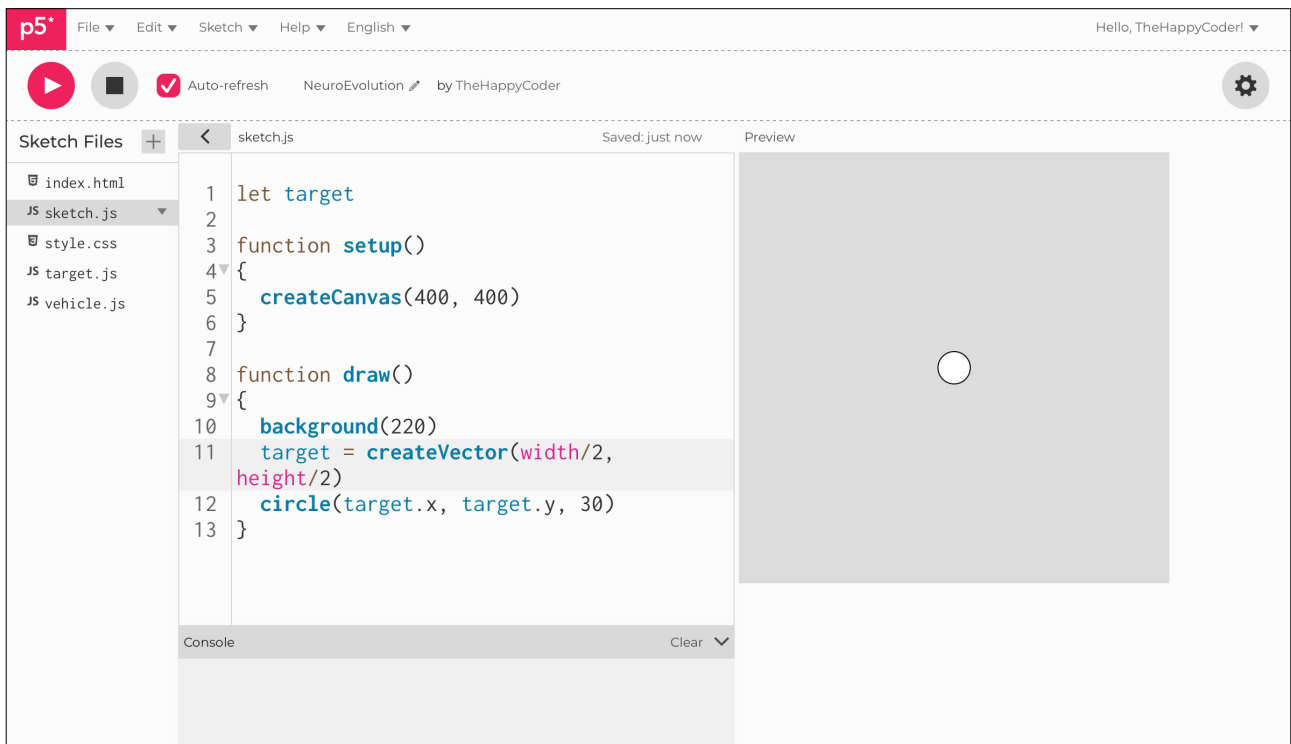 p5* File Edit Sketch Help English Hello, TheHappyCoder!
Auto-refresh NeuroEvolution by TheHappyCoder
Sketch Files + sketch.js Saved: just now Preview
index.html
JS sketch.js
style.css
JS target.js
JS vehicle.js
1 let target
2
3 function setup()
4 {
5   createCanvas(400, 400)
6 }
7
8 function draw()
9 {
10   background(220)
11   target = createVector(width/2,
height/2)
12   circle(target.x, target.y, 30)
13 }
Console Clear